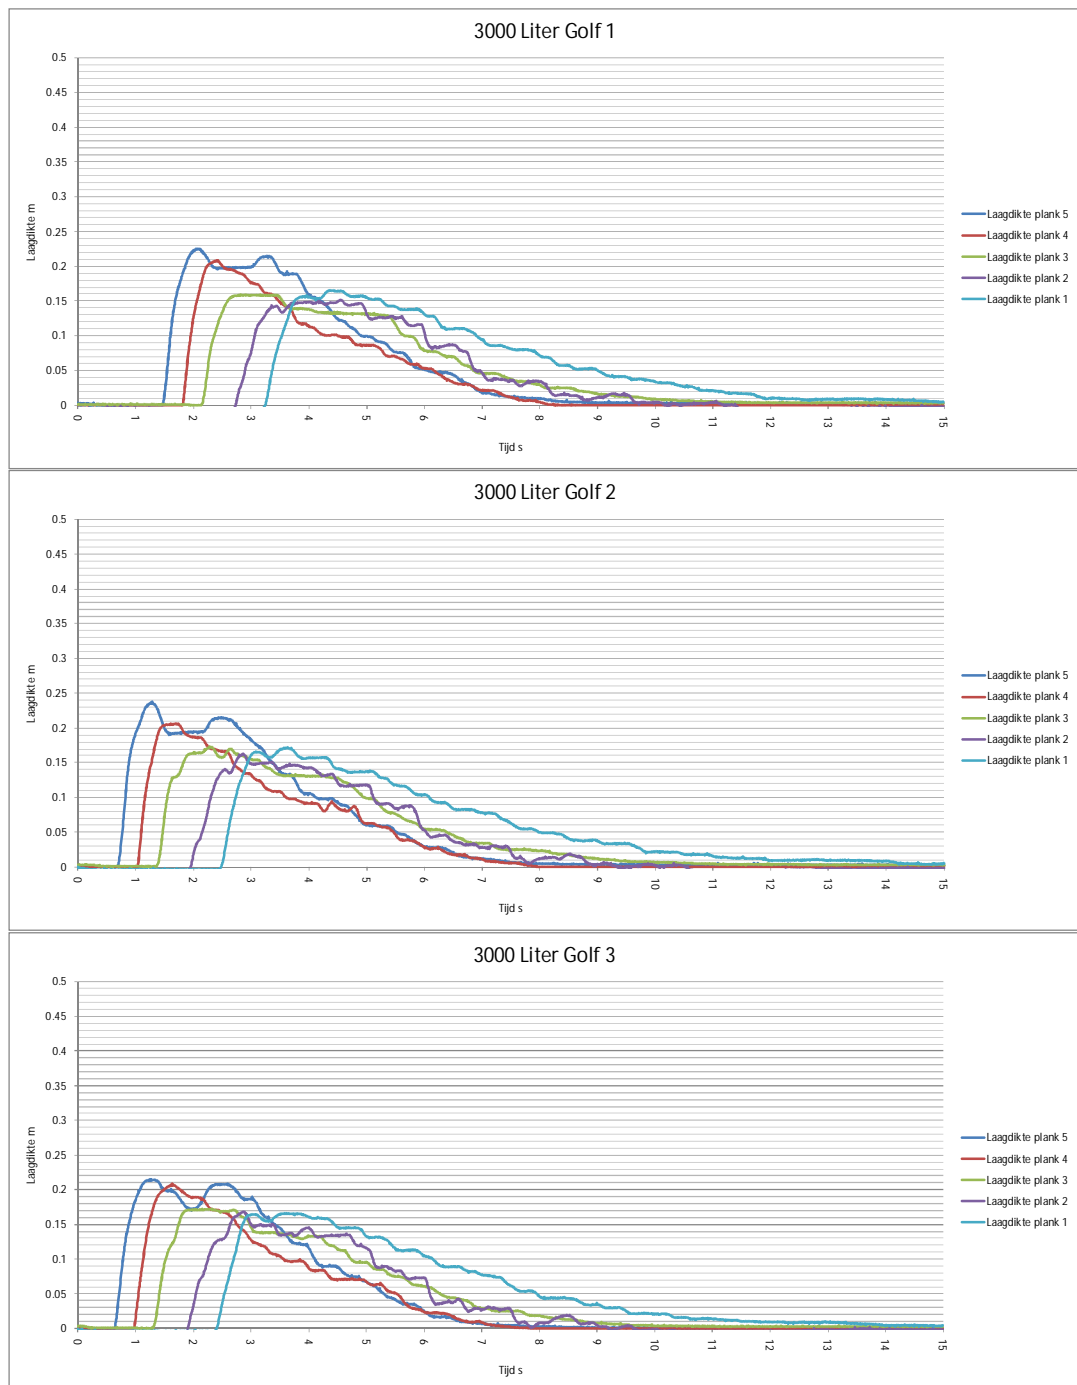 3000 Liter Golf 1
0.5
0.45
0.4
0.35
0.3
0.25
0.2
0.15
0.1
0.05
0
Laagdikte m
0 1 2 3 4 5 6 7 8 9 10 11 12 13 14 15
Tijd s
Laagdikte plank 5
Laagdikte plank 4
Laagdikte plank 3
Laagdikte plank 2
Laagdikte plank 1
3000 Liter Golf 2
0.5
0.45
0.4
0.35
0.3
0.25
0.2
0.15
0.1
0.05
0
Laagdikte m
0 1 2 3 4 5 6 7 8 9 10 11 12 13 14 15
Tijd s
Laagdikte plank 5
Laagdikte plank 4
Laagdikte plank 3
Laagdikte plank 2
Laagdikte plank 1
3000 Liter Golf 3
0.5
0.45
0.4
0.35
0.3
0.25
0.2
0.15
0.1
0.05
0
Laagdikte m
0 1 2 3 4 5 6 7 8 9 10 11 12 13 14 15
Tijd s
Laagdikte plank 5
Laagdikte plank 4
Laagdikte plank 3
Laagdikte plank 2
Laagdikte plank 1